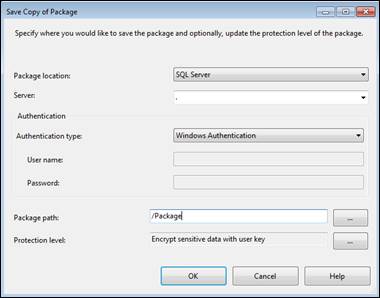 Save Copy of Package
Specify where you would like to save the package and optionally, update the protection level of the package.
Package location: SQL Server
Server: .
Authentication
Authentication type: Windows Authentication
User name:
Password:
Package path: /Package ...
Protection level: Encrypt sensitive data with user key ...
OK Cancel Help